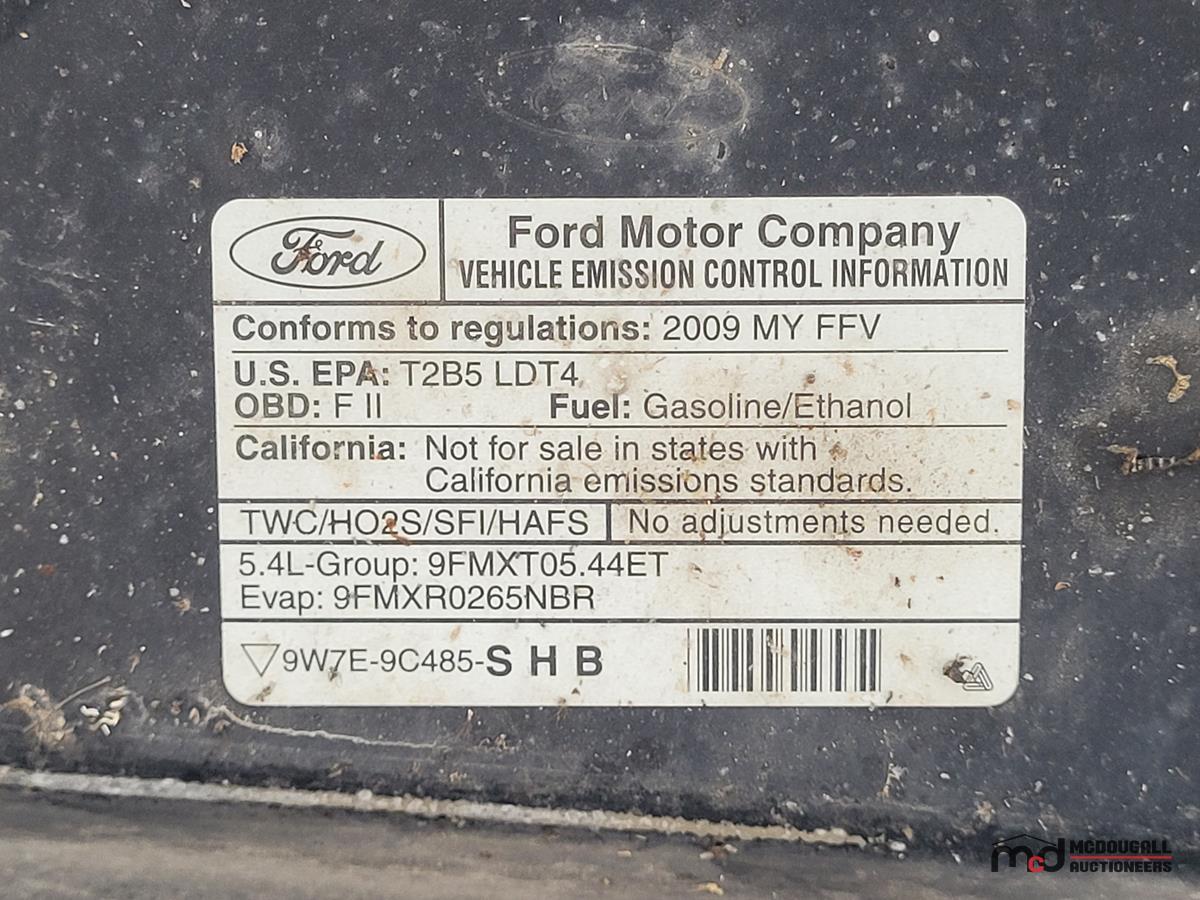 Ford
Ford Motor Company
VEHICLE EMISSION CONTROL INFORMATION
Conforms to regulations: 2009 MY FFV
U.S. EPA: T2B5 LDT4
OBD: F II Fuel: Gasoline/Ethanol
California: Not for sale in states with
California emissions standards.
TWC/HO2S/SFI/HAFS No adjustments needed.
5.4L-Group: 9FMXT05.44ET
Evap: 9FMXR0265NBR
9W7E-9C485-S H B
mcd MCDOUGALL
AUCTIONEERS